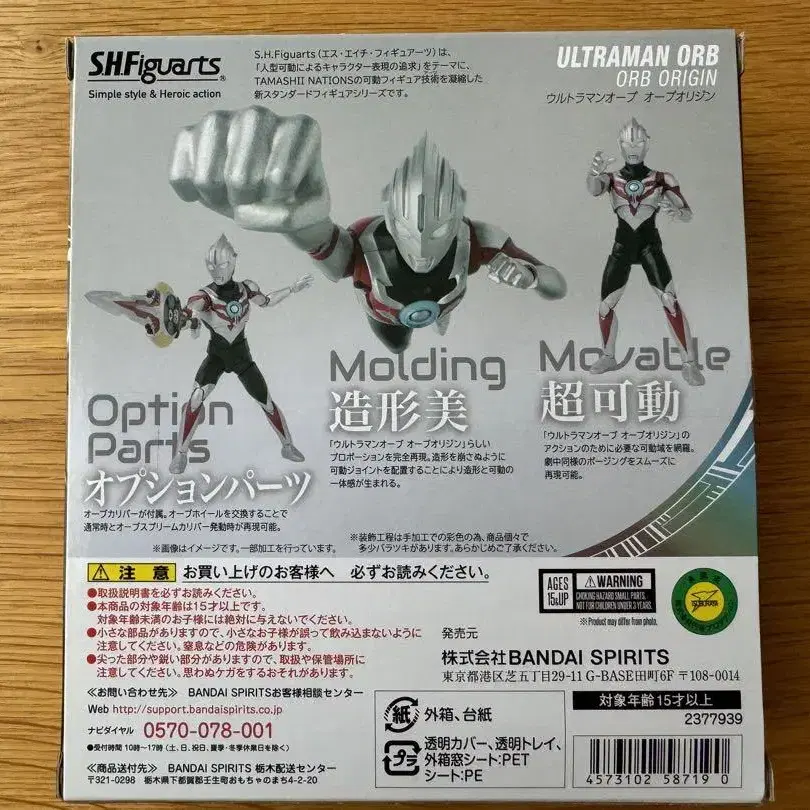 S.H.Figuarts®
Simple style & Heroic action
S.H.Figuarts(エス・エイチ・フィギュアーツ)は、
「人型可動によるキャラクター表現の追求」をテーマに、
TAMASHII NATIONSの可動フィギュア技術を凝縮した
新スタンダードフィギュアシリーズです。
ULTRAMAN ORB
ORB ORIGIN
ウルトラマンオーブ オーブオリジン
Option
Parts
オプションパーツ
オーブカリバーが付属。オーブホイールを交換することで
通常時とオーブスプリームカリバー発動時が再現可能。
Molding
造形美
「ウルトラマンオーブ オーブオリジン」らしい
プロポーションを完全再現。造形を崩さぬように
可動ジョイントを配置することにより造形と可動の
一体感が生まれる。
Movable
超可動
「ウルトラマンオーブ オーブオリジン」の
アクションのために必要な可動域を網羅。
劇中同様のポージングをスムーズに
再現可能。
※画像はイメージです。一部加工を行っています。
※装飾工程は手加工での彩色の為、商品個々で
多少バラツキがあります。あらかじめご了承ください。
注意 お買い上げのお客様へ 必ずお読みください。
●取扱説明書を必ずお読みください。
●本商品の対象年齢は15才以上です。
対象年齢未満のお子様には絶対に与えないでください。
●小さな部品がありますので、小さなお子様が誤って飲み込まないように
注意してください。窒息などの危険があります。
●尖った部分や鋭い部分がありますので、取扱や保管場所に
注意してください。思わぬケガをするおそれがあります。
≪お問い合わせ先≫ BANDAI SPIRITSお客様相談センター
Web http://support.bandaispirits.co.jp
ナビダイヤル 0570-078-001
●受付時間 10時〜17時(土、日、祝日、夏季・冬季休業日を除く)
≪商品送付先≫ BANDAI SPIRITS 栃木配送センター
〒321-0298 栃木県下都賀郡壬生町おもちゃのまち4-2-20
AGES
15&UP
WARNING
CHOKING HAZARD SMALL PARTS.
NOT FOR CHILDREN UNDER 3 YEARS.
※Product may differ from photo.
発売元
株式会社BANDAI SPIRITS
東京都港区芝五丁目29-11 G-BASE田町6F 〒108-0014
紙 外箱、台紙
プラ 透明カバー、透明トレイ、
外箱窓シート:PET
シート:PE
対象年齢15才以上
2377939
4573102 58719 0